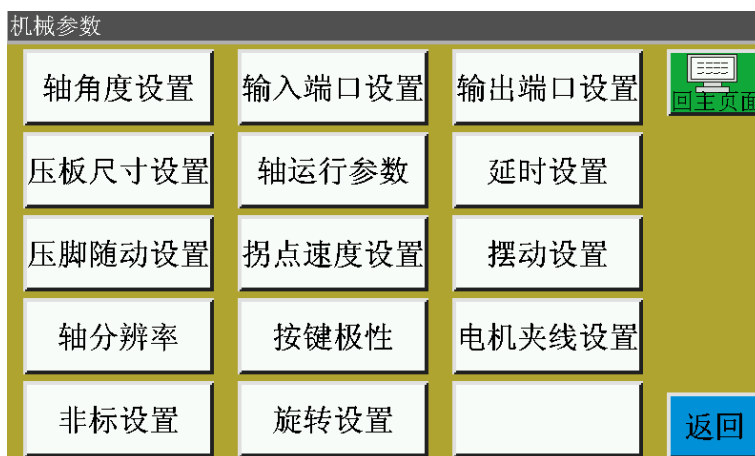 机械参数
轴角度设置
输入端口设置
输出端口设置
回主页面
压板尺寸设置
轴运行参数
延时设置
压脚随动设置
拐点速度设置
摆动设置
轴分辨率
按键极性
电机夹线设置
非标设置
旋转设置
返回